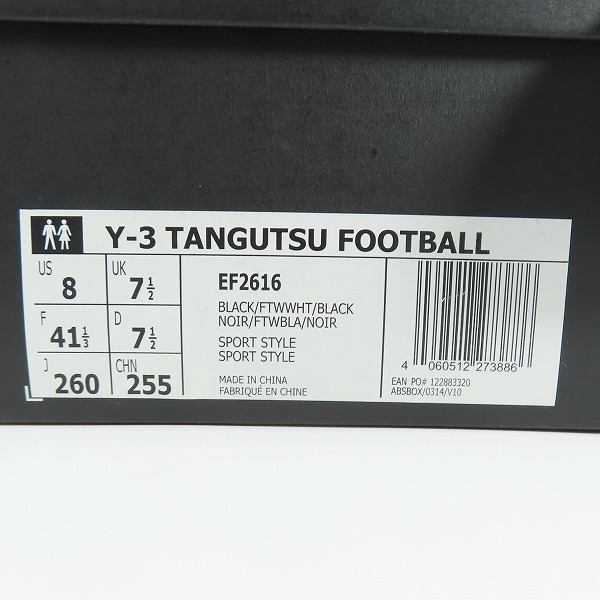 Y-3 TANGUTSU FOOTBALL
US 8 UK 7 1/2
F 41 1/3 D 7 1/2
J 260 CHN 255
EF2616
BLACK/FTWWHT/BLACK
NOIR/FTWBLA/NOIR
SPORT STYLE
SPORT STYLE
MADE IN CHINA
FABRIQUÉ EN CHINE
4 060512 273886
EAN PO# 122883320
ABSBOX/0314/V10